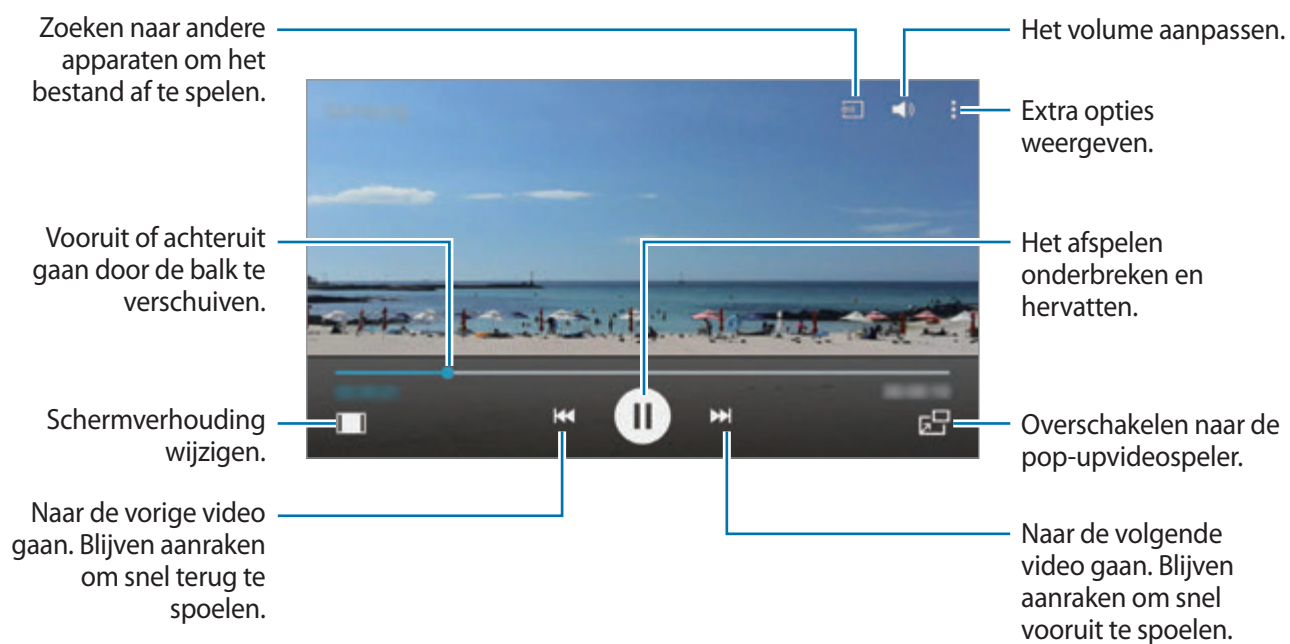 Zoeken naar andere
apparaten om het
bestand af te spelen.
Het volume aanpassen.
Extra opties
weergeven.
Vooruit of achteruit
gaan door de balk te
verschuiven.
Het afspelen
onderbreken en
hervatten.
Schermverhouding
wijzigen.
Overschakelen naar de
pop-upvideospeler.
Naar de vorige video
gaan. Blijven aanraken
om snel terug te
spoelen.
Naar de volgende
video gaan. Blijven
aanraken om snel
vooruit te spoelen.